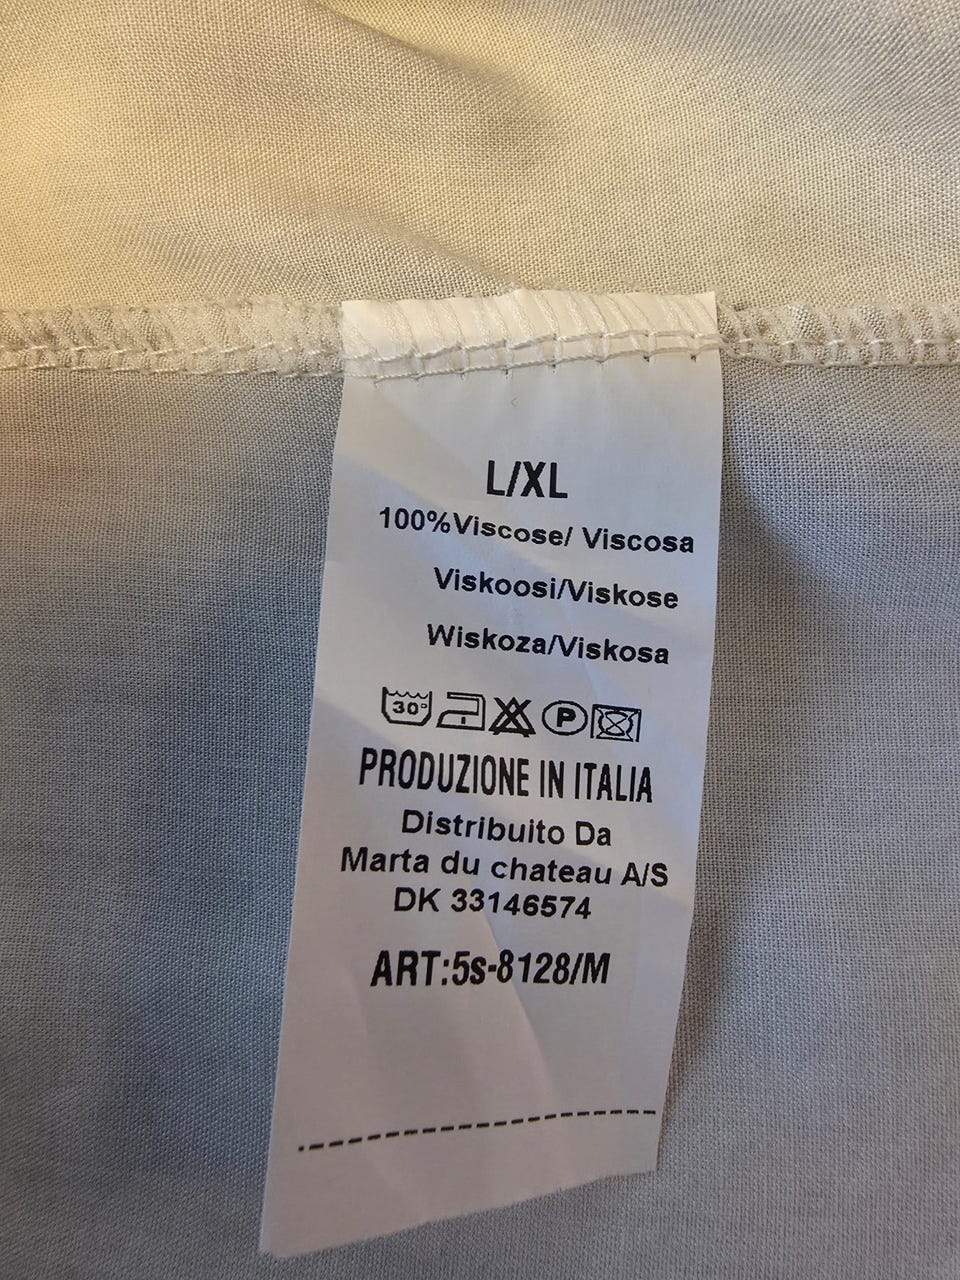 L/XL
100%Viscose/ Viscosa
Viskoosi/Viskose
Wiskoza/Viskosa
30° P
PRODUZIONE IN ITALIA
Distribuito Da
Marta du chateau A/S
DK 33146574
ART:5s-8128/M